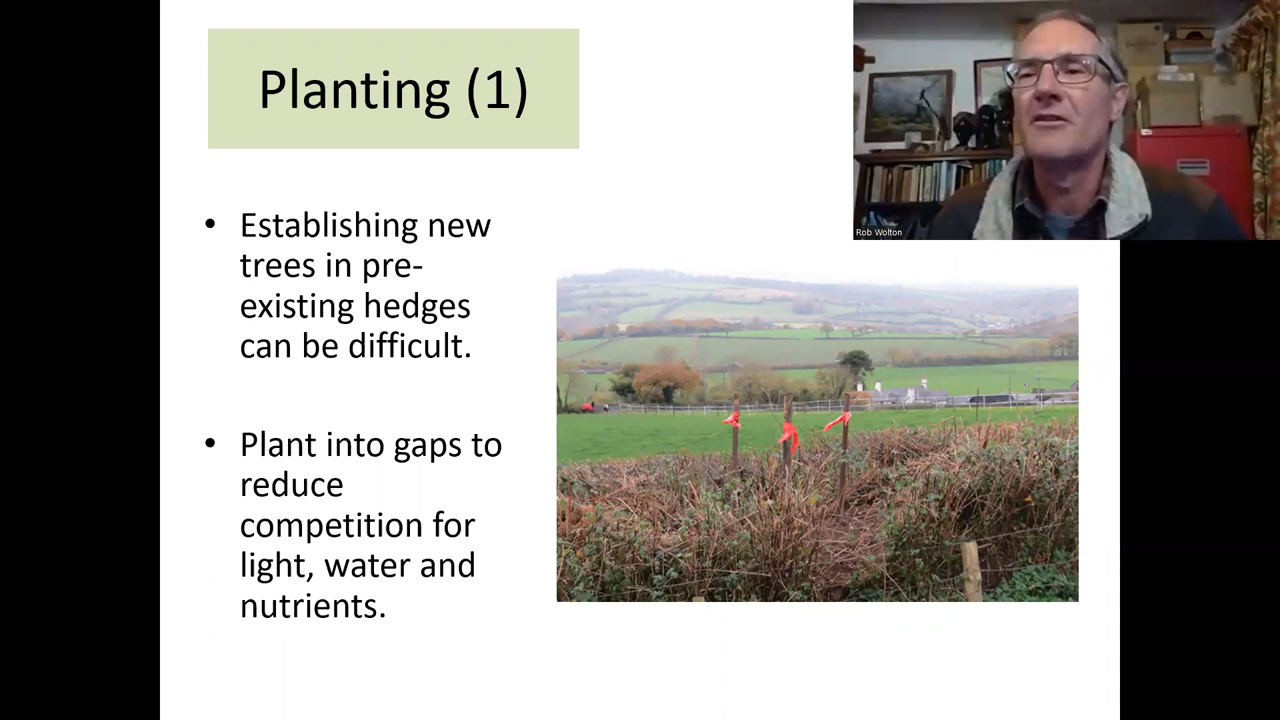 Planting (1)
Rob Wolton
• Establishing new
trees in pre-
existing hedges
can be difficult.
• Plant into gaps to
reduce
competition for
light, water and
nutrients.